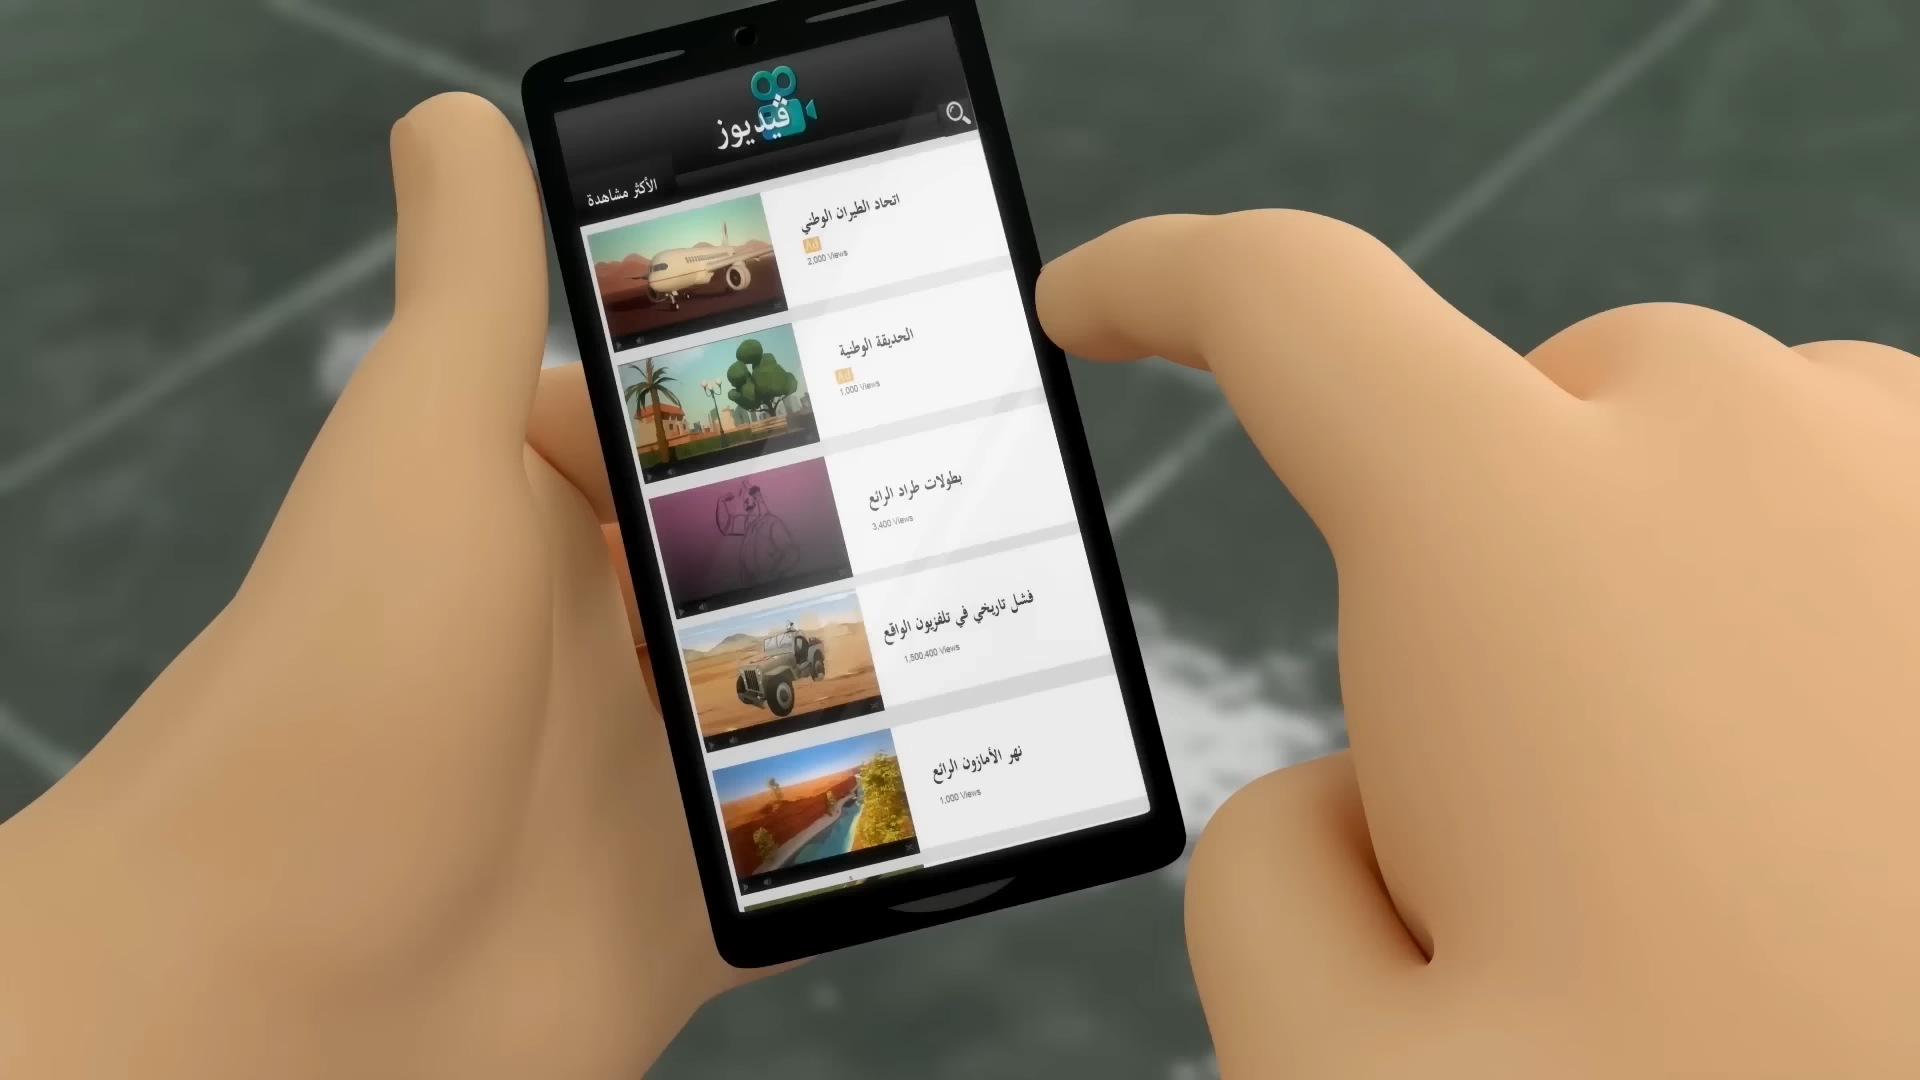 ڤيديوز
الأكثر مشاهدة
اتحاد الطيران الوطني
Ad
2,000 Views
الحديقة الوطنية
Ad
1,000 Views
بطولات طراد الرائع
3,400 Views
فشل تاريخي في تلفزيون الواقع
1,500,400 Views
نهر الأمازون الرائع
1,000 Views